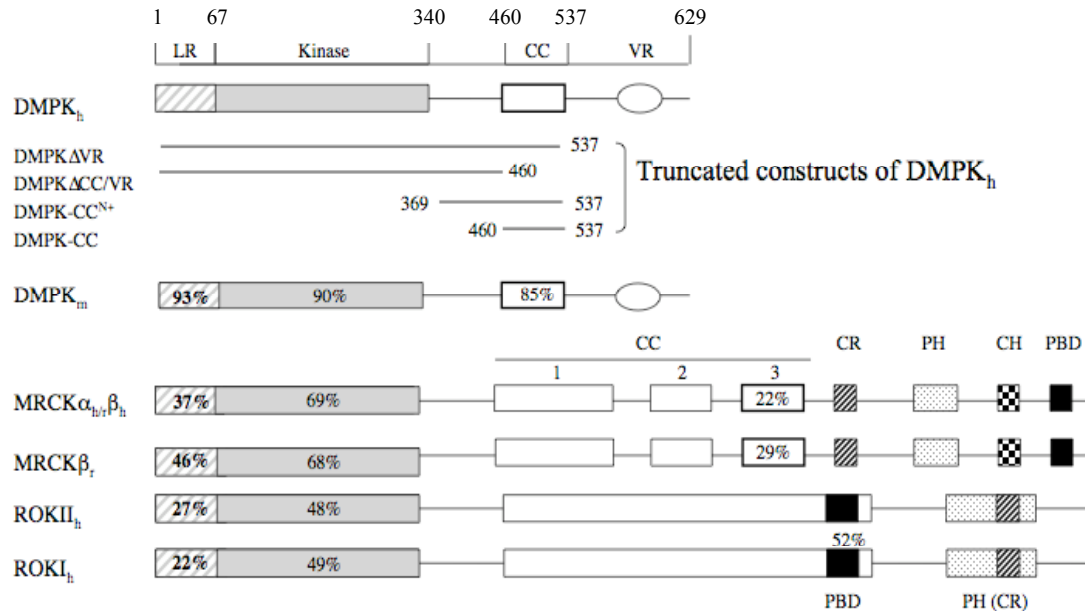 1 67 340 460 537 629
LR Kinase CC VR
DMPKₕ
DMPKΔVR 537
DMPKΔCC/VR 460
Truncated constructs of DMPKₕ
DMPK-CCᴺ⁺ 369 537
DMPK-CC 460 537
DMPKₘ 93% 90% 85%
CC CR PH CH PBD
1 2 3
MRCKαₕ/ᵣβₕ 37% 69% 22%
MRCKβᵣ 46% 68% 29%
ROKIIₕ 27% 48%
52%
ROKIₕ 22% 49%
PBD PH (CR)